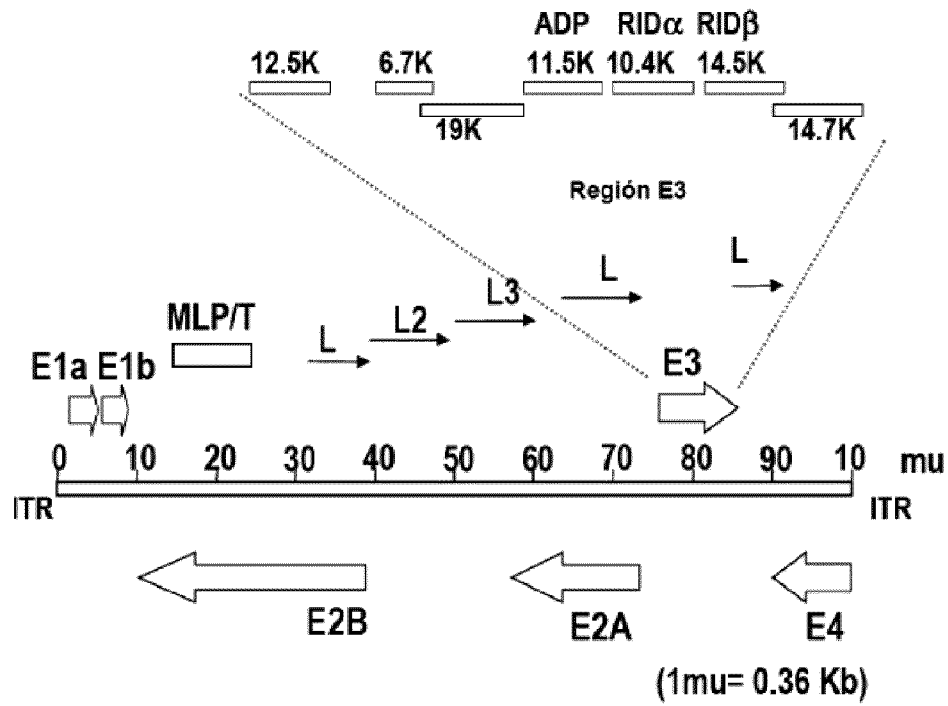 ADP RIDα RIDβ
12.5K 6.7K 11.5K 10.4K 14.5K
19K 14.7K
Región E3
L
L
L3
MLP/T
L2
L
E1a E1b
E3
0 10 20 30 40 50 60 70 80 90 10 mu
ITR ITR
E2B E2A E4
(1mu= 0.36 Kb)